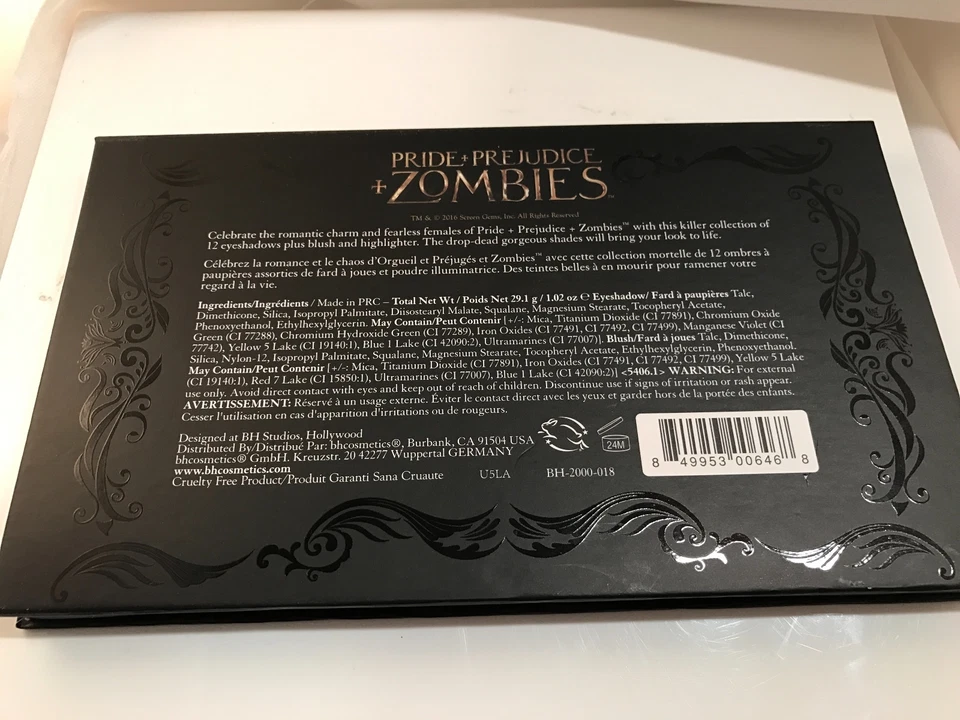 PRIDE + PREJUDICE
+ ZOMBIES™
TM & © 2016 Screen Gems, Inc. All Rights Reserved
Celebrate the romantic charm and fearless females of Pride + Prejudice + Zombies™ with this killer collection of
12 eyeshadows plus blush and highlighter. The drop-dead gorgeous shades will bring your look to life.
Célébrez la romance et le chaos d'Orgueil et Préjugés et Zombies™ avec cette collection mortelle de 12 ombres à
paupières assorties de fard à joues et poudre illuminatrice. Des teintes belles à en mourir pour ramener votre
regard à la vie.
Ingredients/Ingrédients / Made in PRC – Total Net Wt / Poids Net 29.1 g / 1.02 oz ℮ Eyeshadow/ Fard à paupières Talc,
Dimethicone, Silica, Isopropyl Palmitate, Diisostearyl Malate, Squalane, Magnesium Stearate, Tocopheryl Acetate,
Phenoxyethanol, Ethylhexylglycerin. May Contain/Peut Contenir [+/-: Mica, Titanium Dioxide (CI 77891), Chromium Oxide
Green (CI 77288), Chromium Hydroxide Green (CI 77289), Iron Oxides (CI 77491, CI 77492, CI 77499), Manganese Violet (CI
77742), Yellow 5 Lake (CI 19140:1), Blue 1 Lake (CI 42090:2), Ultramarines (CI 77007)]. Blush/Fard à joues Talc, Dimethicone,
Silica, Nylon-12, Isopropyl Palmitate, Squalane, Magnesium Stearate, Tocopheryl Acetate, Ethylhexylglycerin, Phenoxyethanol.
May Contain/Peut Contenir [+/-: Mica, Titanium Dioxide (CI 77891), Iron Oxides (CI 77491, CI 77492, CI 77499), Yellow 5 Lake
(CI 19140:1), Red 7 Lake (CI 15850:1), Ultramarines (CI 77007), Blue 1 Lake (CI 42090:2)] <5406.1> WARNING: For external
use only. Avoid direct contact with eyes and keep out of reach of children. Discontinue use if signs of irritation or rash appear.
AVERTISSEMENT: Réservé à un usage externe. Éviter le contact direct avec les yeux et garder hors de la portée des enfants.
Cesser l'utilisation en cas d'apparition d'irritations ou de rougeurs.
Designed at BH Studios, Hollywood
Distributed By/Distribué Par: bhcosmetics®, Burbank, CA 91504 USA
bhcosmetics® GmbH. Kreuzstr. 20 42277 Wuppertal GERMANY
www.bhcosmetics.com
Cruelty Free Product/Produit Garanti Sana Cruaute
U5LA
BH-2000-018
24M
8 49953 00646 8